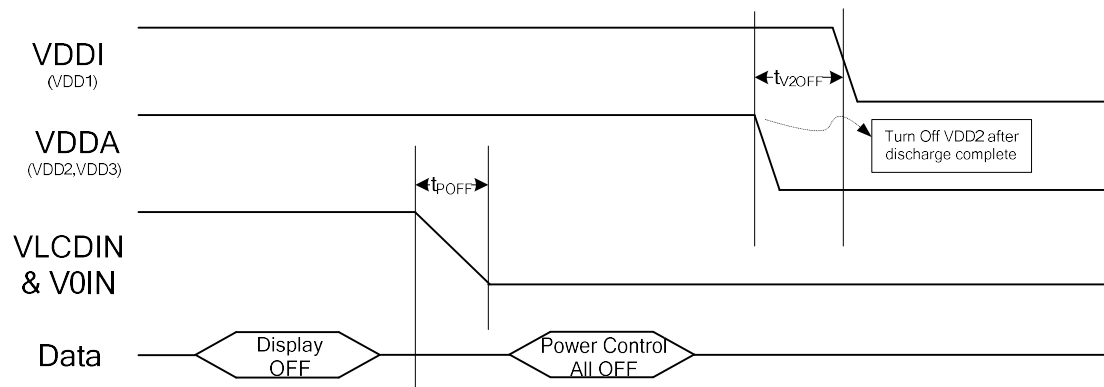 VDDI
(VDD1)
tV2OFF
VDDA
(VDD2,VDD3)
Turn Off VDD2 after
discharge complete
tPOFF
VLCDIN
& V0IN
Data
Display
OFF
Power Control
All OFF